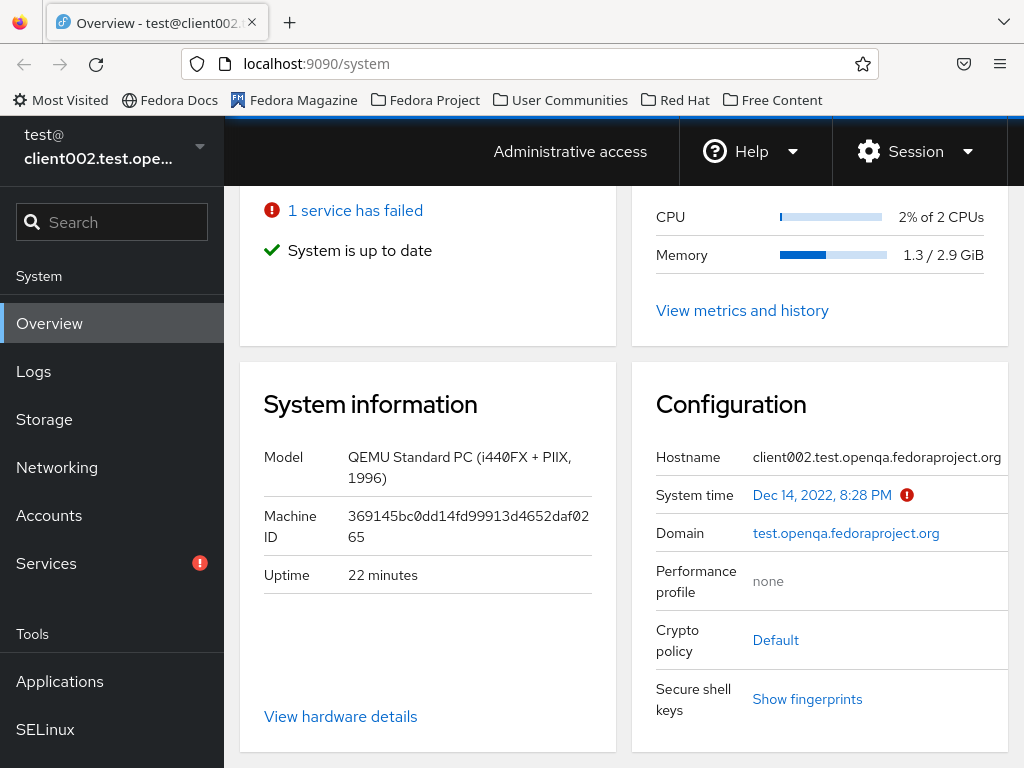 Overview - test@client002.t
localhost:9090/system
Most Visited
Fedora Docs
FM
Fedora Magazine
Fedora Project
User Communities
Red Hat
Free Content
test@
client002.test.ope...
Administrative access
Help
Session
Search
System
Overview
Logs
Storage
Networking
Accounts
Services
Tools
Applications
SELinux
1 service has failed
System is up to date
CPU 2% of 2 CPUs
Memory 1.3 / 2.9 GiB
View metrics and history
System information
Model QEMU Standard PC (i440FX + PIIX,
1996)
Machine 369145bc0dd14fd99913d4652daf02
ID 65
Uptime 22 minutes
View hardware details
Configuration
Hostname client002.test.openqa.fedoraproject.org
System time Dec 14, 2022, 8:28 PM
Domain test.openqa.fedoraproject.org
Performance
profile
none
Crypto
policy
Default
Secure shell
keys
Show fingerprints